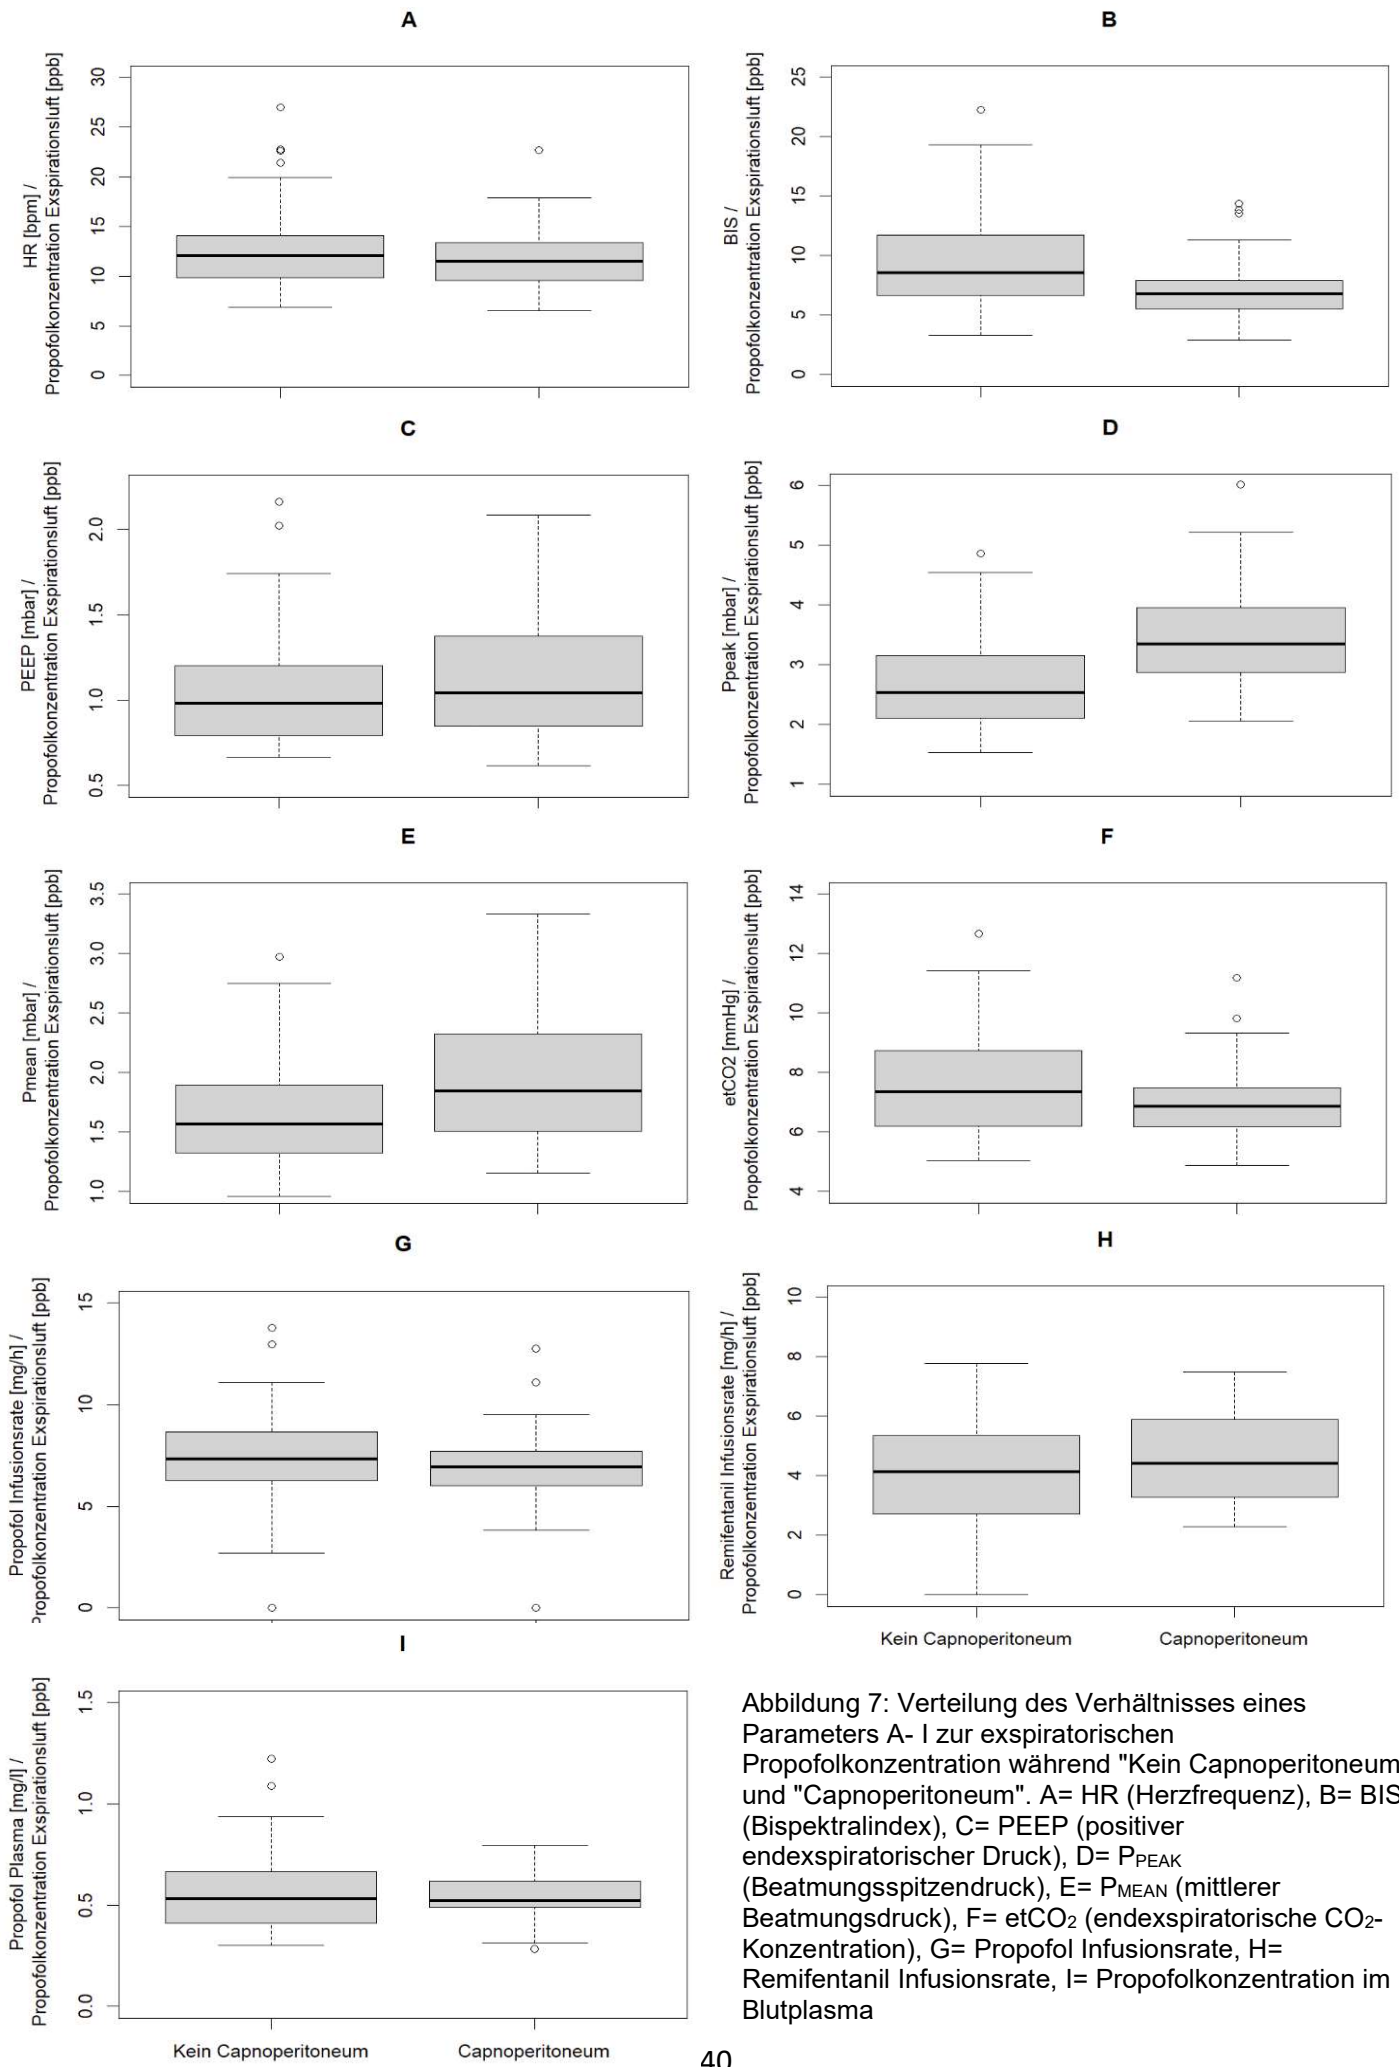 A
HR [bpm] /
Propofolkonzentration Exspirationsluft [ppb]
0 5 10 15 20 25 30
B
BIS /
Propofolkonzentration Exspirationsluft [ppb]
0 5 10 15 20 25
C
PEEP [mbar] /
Propofolkonzentration Exspirationsluft [ppb]
0.5 1.0 1.5 2.0
D
Ppeak [mbar] /
Propofolkonzentration Exspirationsluft [ppb]
1 2 3 4 5 6
E
Pmean [mbar] /
Propofolkonzentration Exspirationsluft [ppb]
1.0 1.5 2.0 2.5 3.0 3.5
F
etCO2 [mmHg] /
Propofolkonzentration Exspirationsluft [ppb]
4 6 8 10 12 14
G
Propofol Infusionsrate [mg/h] /
Propofolkonzentration Exspirationsluft [ppb]
0 5 10 15
H
Remifentanil Infusionsrate [mg/h] /
Propofolkonzentration Exspirationsluft [ppb]
0 2 4 6 8 10
Kein Capnoperitoneum Capnoperitoneum
I
Propofol Plasma [mg/l] /
Propofolkonzentration Exspirationsluft [ppb]
0.0 0.5 1.0 1.5
Kein Capnoperitoneum Capnoperitoneum
Abbildung 7: Verteilung des Verhältnisses eines
Parameters A- I zur exspiratorischen
Propofolkonzentration während "Kein Capnoperitoneum
und "Capnoperitoneum". A= HR (Herzfrequenz), B= BIS
(Bispektralindex), C= PEEP (positiver
endexspiratorischer Druck), D= PPEAK
(Beatmungsspitzendruck), E= PMEAN (mittlerer
Beatmungsdruck), F= etCO2 (endexspiratorische CO2-
Konzentration), G= Propofol Infusionsrate, H=
Remifentanil Infusionsrate, I= Propofolkonzentration im
Blutplasma
40